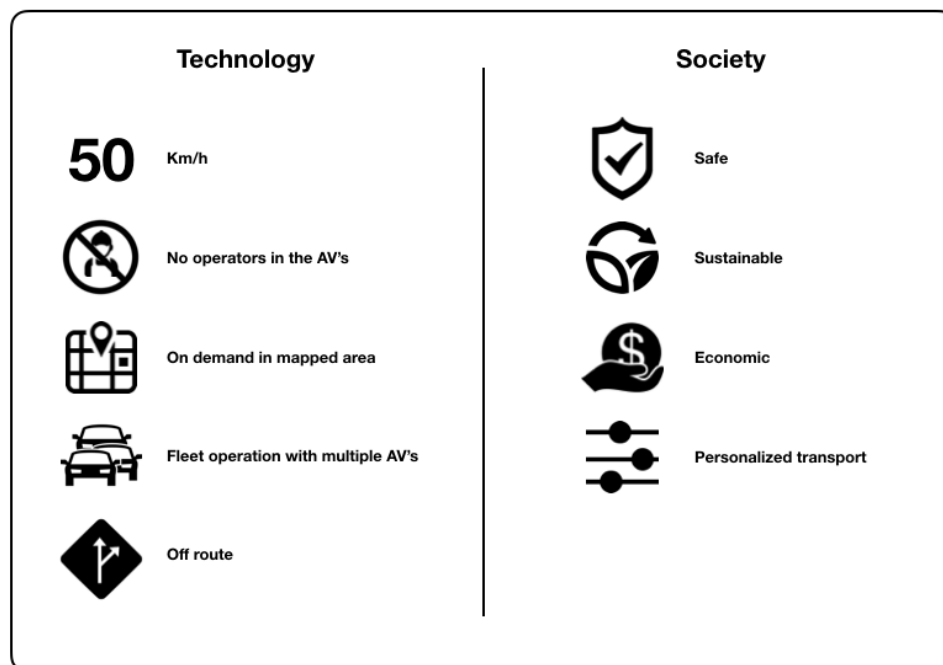 Technology
50 Km/h
No operators in the AV's
On demand in mapped area
Fleet operation with multiple AV's
Off route
Society
Safe
Sustainable
$
Economic
Personalized transport